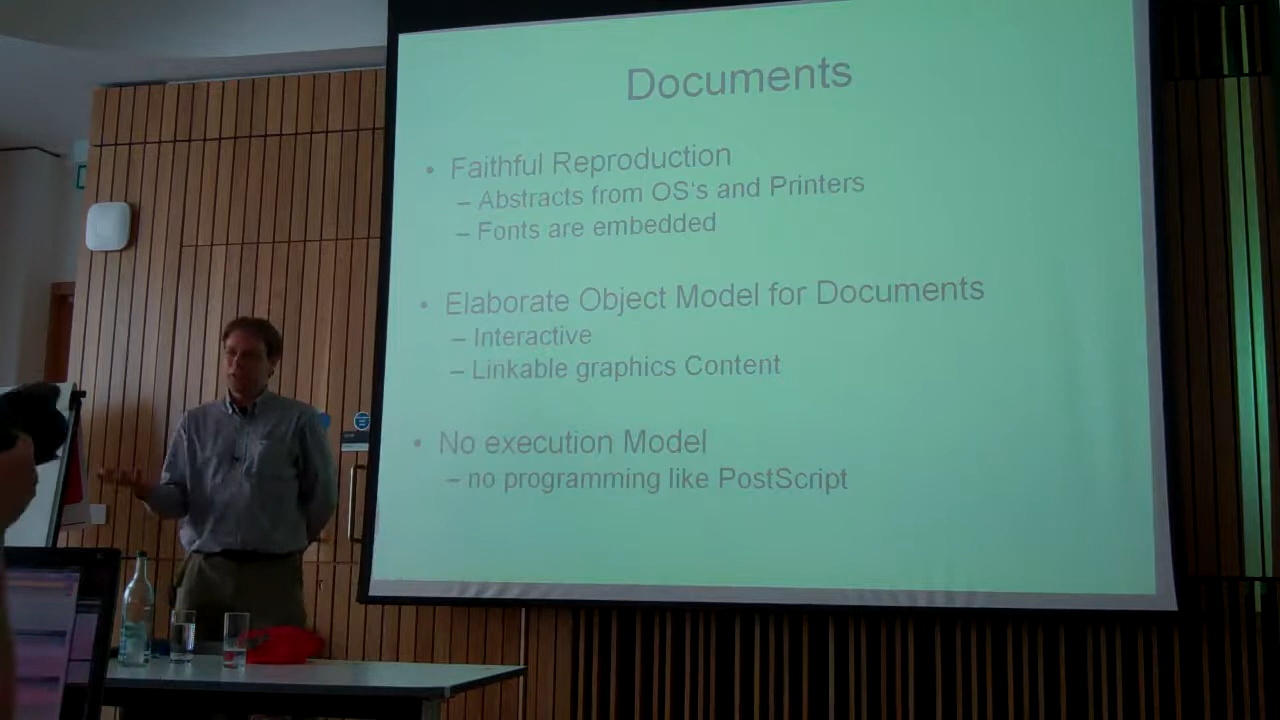 Documents
• Faithful Reproduction
– Abstracts from OS's and Printers
– Fonts are embedded
• Elaborate Object Model for Documents
– Interactive
– Linkable graphics Content
• No execution Model
– no programming like PostScript